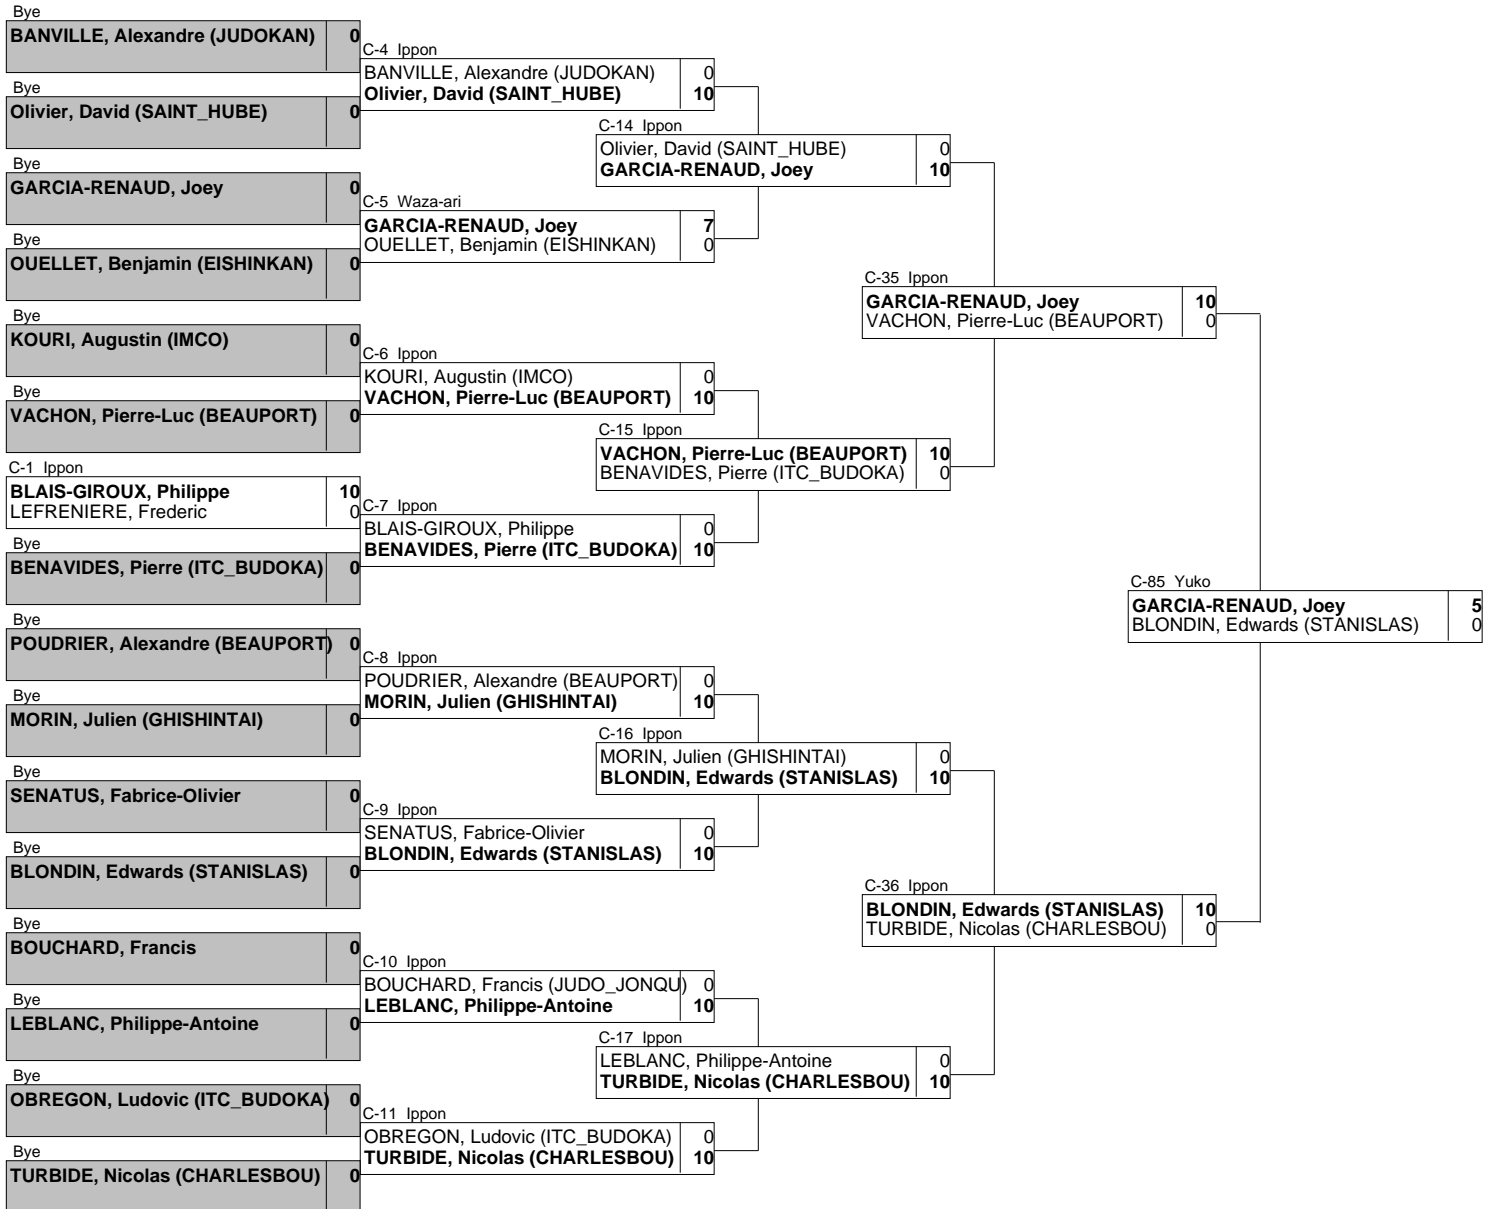 Bye
BANVILLE, Alexandre (JUDOKAN) 0
Bye
Olivier, David (SAINT_HUBE) 0
Bye
GARCIA-RENAUD, Joey 0
Bye
OUELLET, Benjamin (EISHINKAN) 0
Bye
KOURI, Augustin (IMCO) 0
Bye
VACHON, Pierre-Luc (BEAUPORT) 0
C-1 Ippon
BLAIS-GIROUX, Philippe 10
LEFRENIERE, Frederic 0
Bye
BENAVIDES, Pierre (ITC_BUDOKA) 0
Bye
POUDRIER, Alexandre (BEAUPORT) 0
Bye
MORIN, Julien (GHISHINTAI) 0
Bye
SENATUS, Fabrice-Olivier 0
Bye
BLONDIN, Edwards (STANISLAS) 0
Bye
BOUCHARD, Francis 0
Bye
LEBLANC, Philippe-Antoine 0
Bye
OBREGON, Ludovic (ITC_BUDOKA) 0
Bye
TURBIDE, Nicolas (CHARLESBOU) 0
C-4 Ippon
BANVILLE, Alexandre (JUDOKAN) 0
Olivier, David (SAINT_HUBE) 10
C-5 Waza-ari
GARCIA-RENAUD, Joey 7
OUELLET, Benjamin (EISHINKAN) 0
C-6 Ippon
KOURI, Augustin (IMCO) 0
VACHON, Pierre-Luc (BEAUPORT) 10
C-7 Ippon
BLAIS-GIROUX, Philippe 0
BENAVIDES, Pierre (ITC_BUDOKA) 10
C-8 Ippon
POUDRIER, Alexandre (BEAUPORT) 0
MORIN, Julien (GHISHINTAI) 10
C-9 Ippon
SENATUS, Fabrice-Olivier 0
BLONDIN, Edwards (STANISLAS) 10
C-10 Ippon
BOUCHARD, Francis (JUDO_JONQU) 0
LEBLANC, Philippe-Antoine 10
C-11 Ippon
OBREGON, Ludovic (ITC_BUDOKA) 0
TURBIDE, Nicolas (CHARLESBOU) 10
C-14 Ippon
Olivier, David (SAINT_HUBE) 0
GARCIA-RENAUD, Joey 10
C-15 Ippon
VACHON, Pierre-Luc (BEAUPORT) 10
BENAVIDES, Pierre (ITC_BUDOKA) 0
C-16 Ippon
MORIN, Julien (GHISHINTAI) 0
BLONDIN, Edwards (STANISLAS) 10
C-17 Ippon
LEBLANC, Philippe-Antoine 0
TURBIDE, Nicolas (CHARLESBOU) 10
C-35 Ippon
GARCIA-RENAUD, Joey 10
VACHON, Pierre-Luc (BEAUPORT) 0
C-36 Ippon
BLONDIN, Edwards (STANISLAS) 10
TURBIDE, Nicolas (CHARLESBOU) 0
C-85 Yuko
GARCIA-RENAUD, Joey 5
BLONDIN, Edwards (STANISLAS) 0